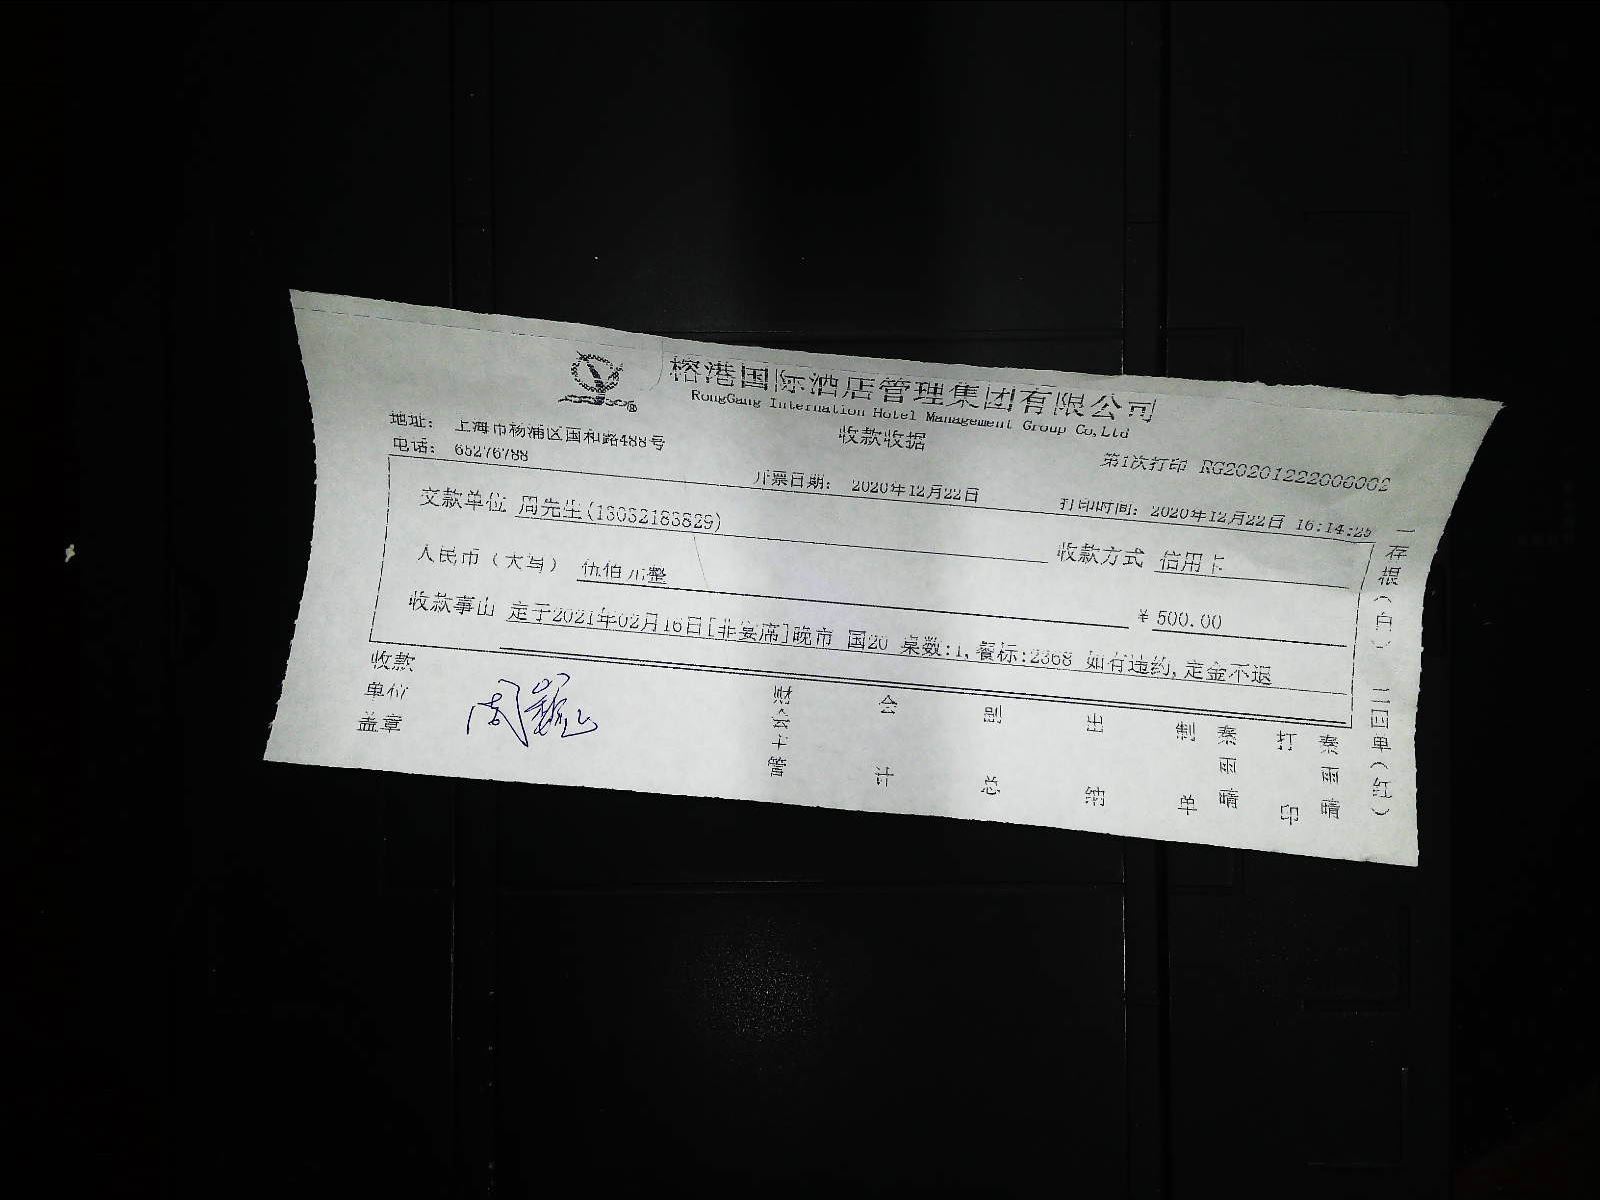 榕港国际酒店管理集团有限公司
RongGang Internation Hotel Management Group Co,Ltd
收款收据
地址： 上海市杨浦区国和路488号
电话： 65276788
第1次打印 RG20201222000002
开票日期： 2020年12月22日
打印时间：2020年12月22日 16:14:25
交款单位 周先生(13052183829)
收款方式 信用卡
人民币（大写） 伍佰元整
¥ 500.00
收款事由 定于2021年02月16日[非宴席]晚市 国20 桌数:1,餐标:2368 如有违约,定金不退
收款单位盖章
财会主管
会计
副总
出纳
制单 秦雨晴
打印 秦雨晴
一存根（白） 二四单（红）